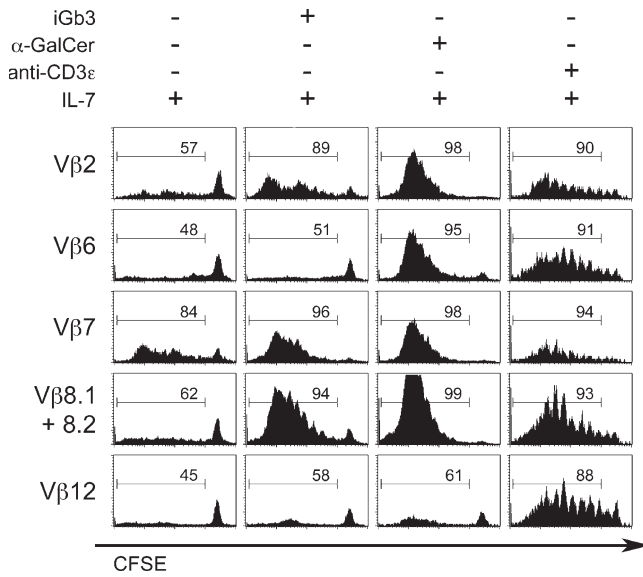 iGb3 - + - -
α-GalCer - - + -
anti-CD3ε - - - +
IL-7 + + + +
Vβ2 57 89 98 90
Vβ6 48 51 95 91
Vβ7 84 96 98 94
Vβ8.1 + 8.2 62 94 99 93
Vβ12 45 58 61 88
CFSE